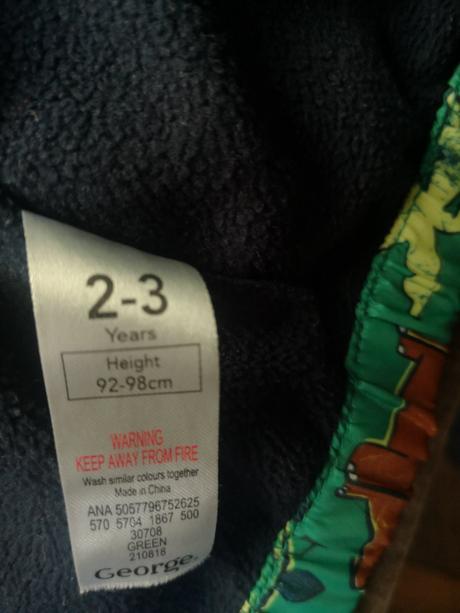 2-3
Years
Height
92-98cm
WARNING
KEEP AWAY FROM FIRE
Wash similar colours together
Made in China
ANA 5057796752625
570 5704 1867 500
30708
GREEN
210818
George.